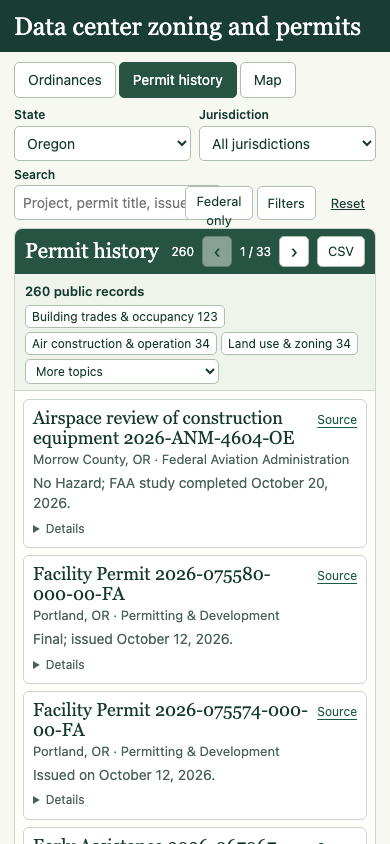 Data center zoning and permits
Ordinances
Permit history
Map
State
Jurisdiction
Oregon
All jurisdictions
Search
Project, permit title, issue
Federal
only
Filters
Reset
Permit history
260
‹
1 / 33
›
CSV
260 public records
Building trades & occupancy 123
Air construction & operation 34
Land use & zoning 34
More topics
Airspace review of construction
equipment 2026-ANM-4604-OE
Source
Morrow County, OR · Federal Aviation Administration
No Hazard; FAA study completed October 20,
2026.
▶ Details
Facility Permit 2026-075580-
000-00-FA
Source
Portland, OR · Permitting & Development
Final; issued October 12, 2026.
▶ Details
Facility Permit 2026-075574-000-
00-FA
Source
Portland, OR · Permitting & Development
Issued on October 12, 2026.
▶ Details